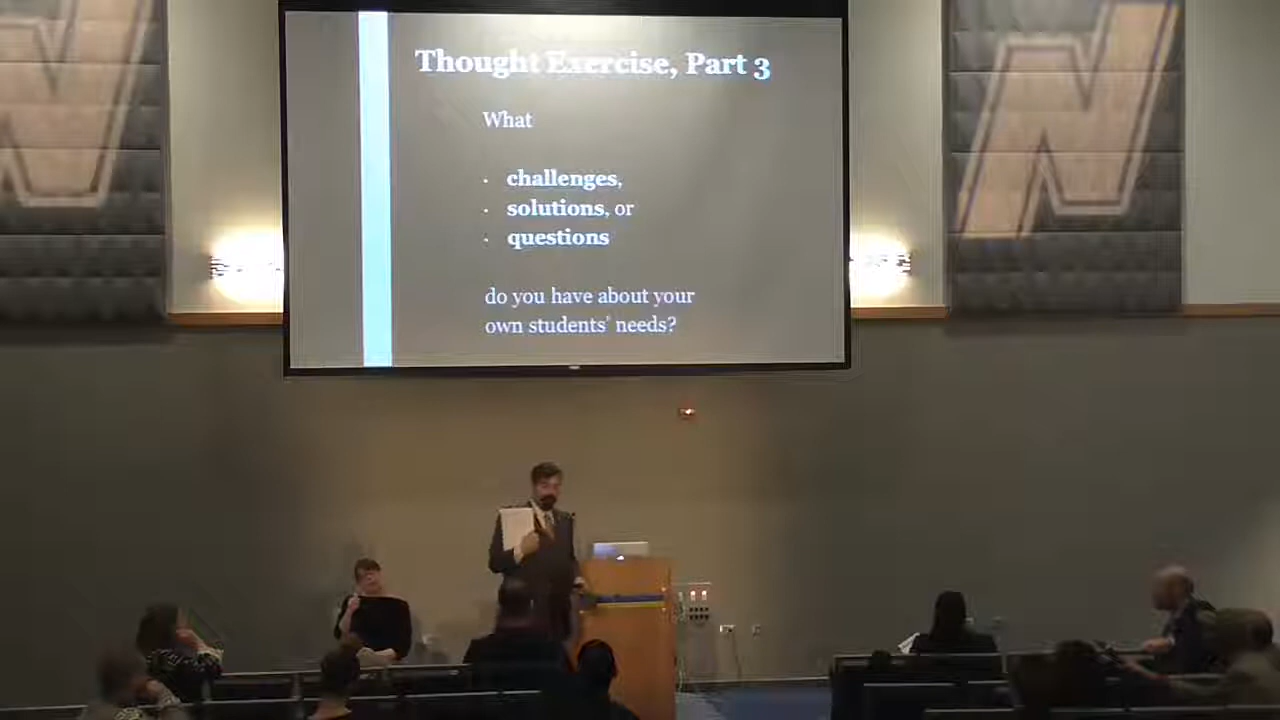 Thought Exercise, Part 3
What
· challenges,
· solutions, or
· questions
do you have about your
own students' needs?
N
N